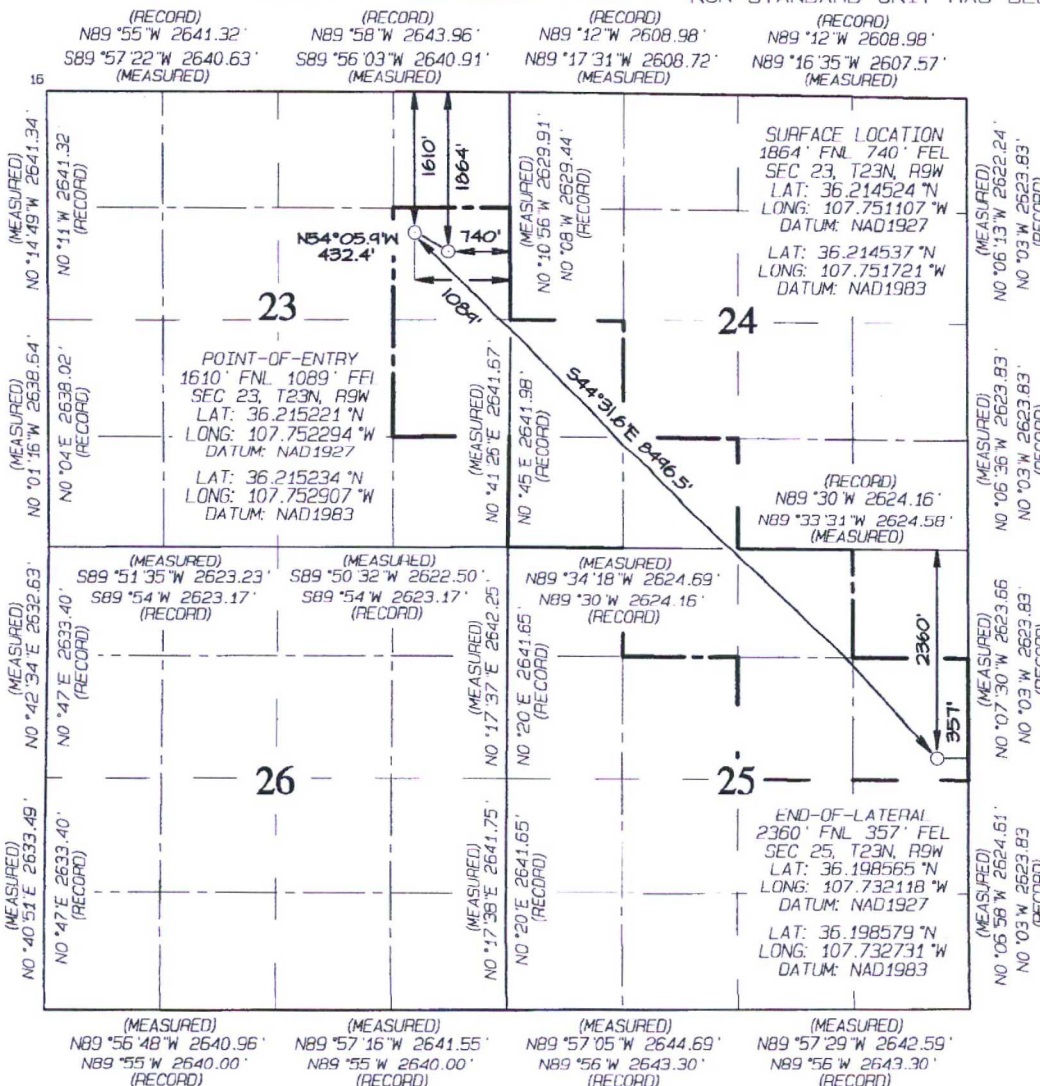 NON-STANDARD UNIT HAS BEE
(RECORD)
N89°55'W 2641.32'
S89°57'22"W 2640.63'
(MEASURED)
(RECORD)
N89°58'W 2643.96'
S89°56'03"W 2640.91'
(MEASURED)
(RECORD)
N89°12'W 2608.98'
N89°17'31"W 2608.72'
(MEASURED)
(RECORD)
N89°12'W 2608.98'
N89°16'35"W 2607.57'
(MEASURED)
16
(MEASURED)
N0°14'49"W 2641.34'
N0°11'W 2641.32'
(RECORD)
1610'
1864'
(MEASURED)
N0°10'56"W 2629.91'
N0°08'W 2629.44'
(RECORD)
SURFACE LOCATION
1864' FNL 740' FEL
SEC 23, T23N, R9W
LAT: 36.214524°N
LONG: 107.751107°W
DATUM: NAD1927
LAT: 36.214537°N
LONG: 107.751721°W
DATUM: NAD1983
(MEASURED)
N0°06'13"W 2622.24'
N0°03'W 2623.83'
(RECORD)
N54°05.9'W
432.4'
740'
1089'
23
24
POINT-OF-ENTRY
1610' FNL 1089' FEL
SEC 23, T23N, R9W
LAT: 36.215221°N
LONG: 107.752294°W
DATUM: NAD1927
LAT: 36.215234°N
LONG: 107.752907°W
DATUM: NAD1983
(MEASURED)
N0°01'16"W 2638.64'
N0°04'E 2638.02'
(RECORD)
(MEASURED)
N0°41'26"E 2641.67'
N0°45'E 2641.98'
(RECORD)
S44°31.6'E 8496.5'
(MEASURED)
N0°06'36"W 2623.83'
N0°03'W 2623.83'
(RECORD)
(RECORD)
N89°30'W 2624.16'
N89°33'31"W 2624.58'
(MEASURED)
(MEASURED)
S89°51'35"W 2623.23'
S89°54'W 2623.17'
(RECORD)
(MEASURED)
S89°50'32"W 2622.50'
S89°54'W 2623.17'
(RECORD)
(MEASURED)
N89°34'18"W 2624.69'
N89°30'W 2624.16'
(RECORD)
(MEASURED)
N0°42'34"E 2632.63'
N0°47'E 2633.40'
(RECORD)
(MEASURED)
N0°17'37"E 2642.25'
N0°20'E 2641.65'
(RECORD)
2360'
357'
(MEASURED)
N0°07'30"W 2623.66'
N0°03'W 2623.83'
(RECORD)
26
25
(MEASURED)
N0°40'51"E 2633.49'
N0°47'E 2633.40'
(RECORD)
(MEASURED)
N0°17'38"E 2641.75'
N0°20'E 2641.65'
(RECORD)
END-OF-LATERAL
2360' FNL 357' FEL
SEC 25, T23N, R9W
LAT: 36.198565°N
LONG: 107.732118°W
DATUM: NAD1927
LAT: 36.198579°N
LONG: 107.732731°W
DATUM: NAD1983
(MEASURED)
N0°06'58"W 2624.61'
N0°03'W 2623.83'
(RECORD)
(MEASURED)
N89°56'48"W 2640.96'
N89°55'W 2640.00'
(RECORD)
(MEASURED)
N89°57'16"W 2641.55'
N89°55'W 2640.00'
(RECORD)
(MEASURED)
N89°57'05"W 2644.69'
N89°56'W 2643.30'
(RECORD)
(MEASURED)
N89°57'29"W 2642.59'
N89°56'W 2643.30'
(RECORD)